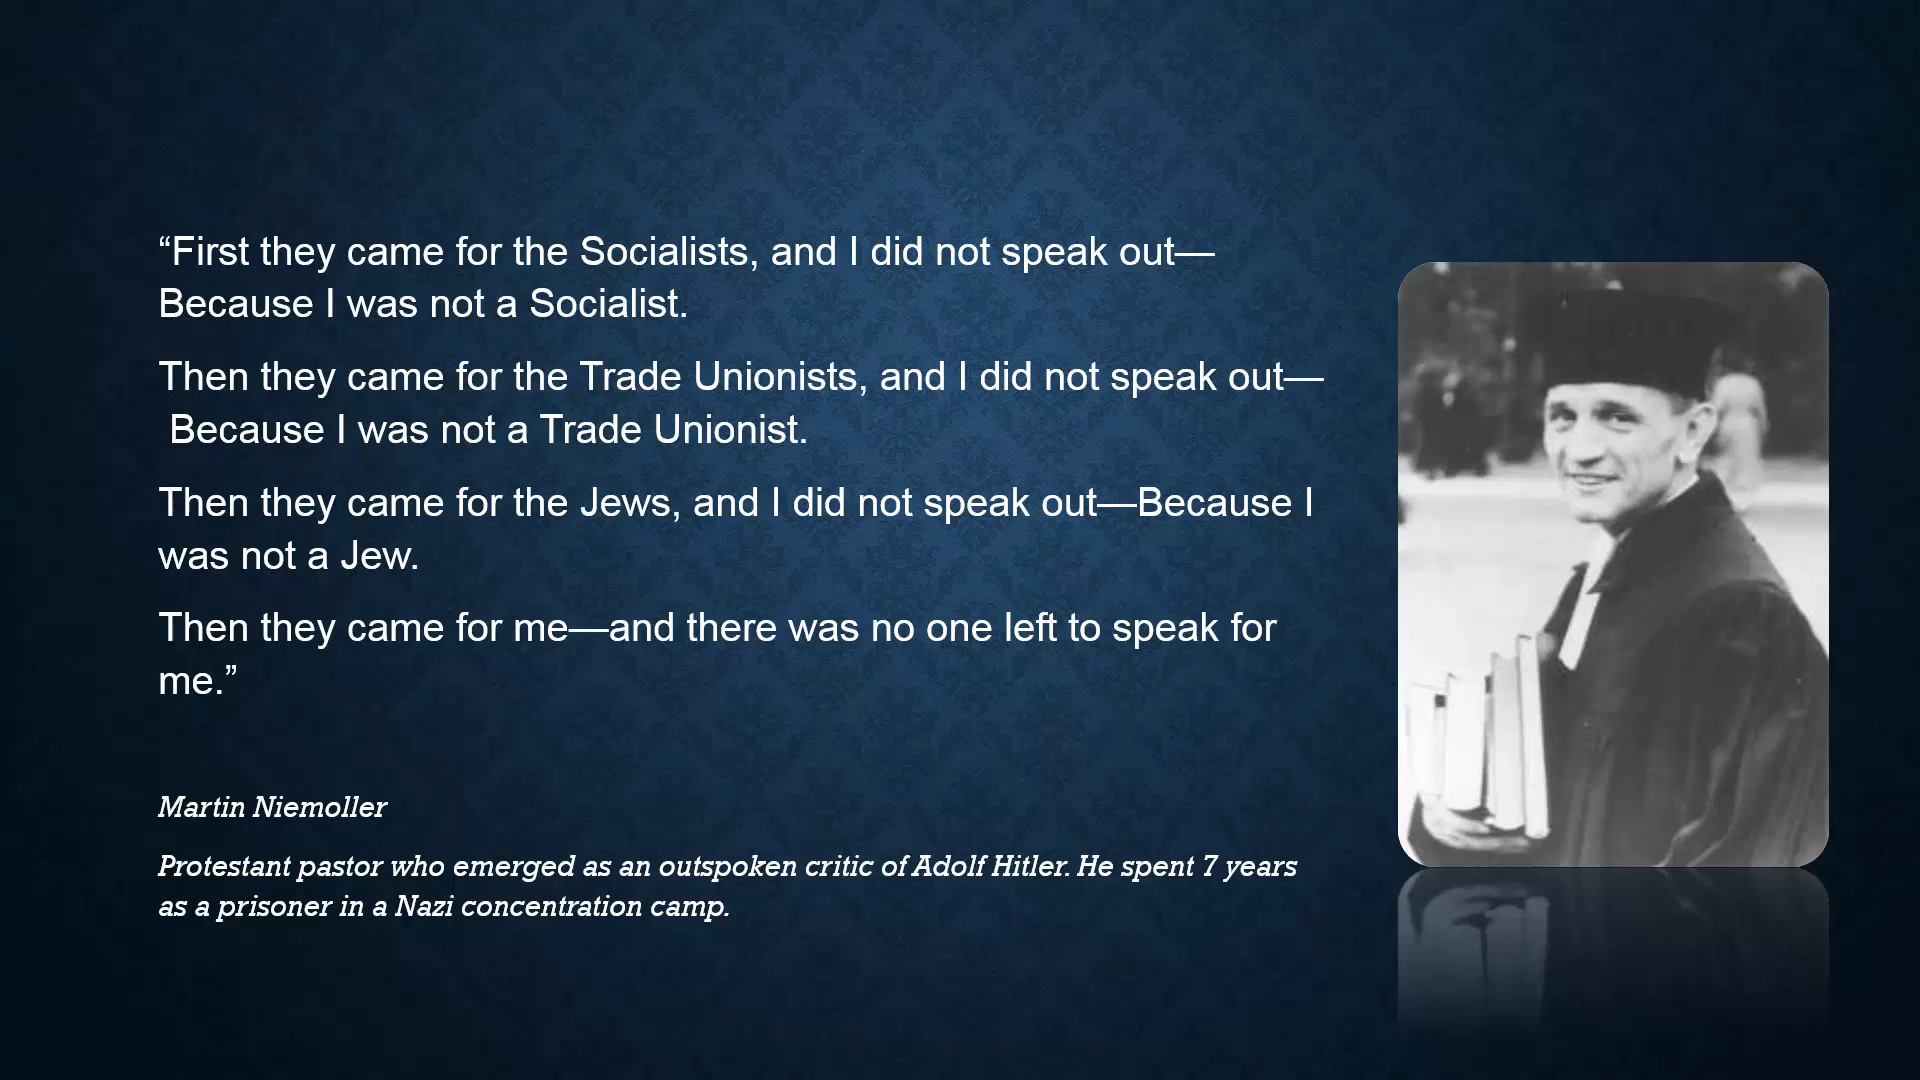 “First they came for the Socialists, and I did not speak out—
Because I was not a Socialist.
Then they came for the Trade Unionists, and I did not speak out—
Because I was not a Trade Unionist.
Then they came for the Jews, and I did not speak out—Because I
was not a Jew.
Then they came for me—and there was no one left to speak for
me.”
Martin Niemoller
Protestant pastor who emerged as an outspoken critic of Adolf Hitler. He spent 7 years
as a prisoner in a Nazi concentration camp.